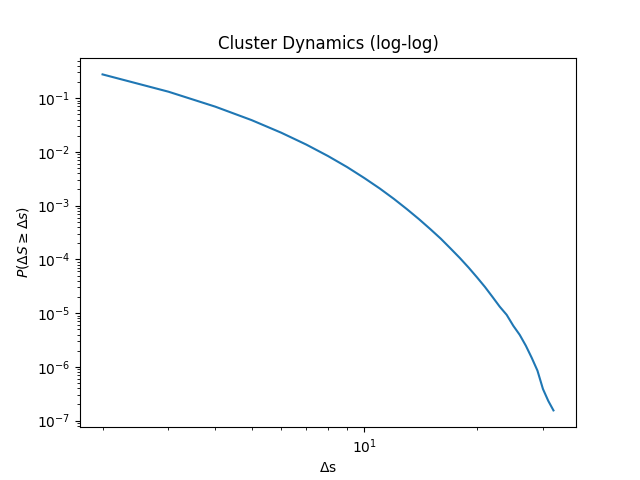 Cluster Dynamics (log-log)
P(ΔS ≥ Δs)
10⁻¹
10⁻²
10⁻³
10⁻⁴
10⁻⁵
10⁻⁶
10⁻⁷
10¹
Δs